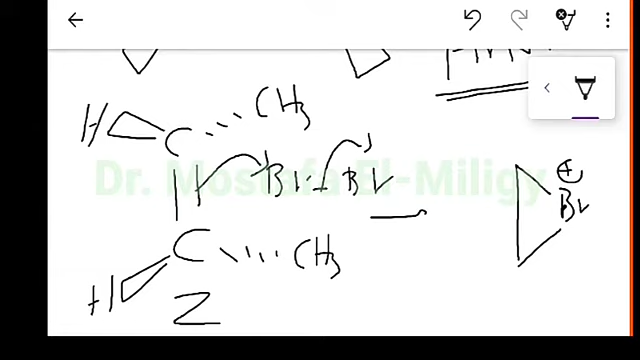 H C CH3
⊕
Br – Br Br
Dr. Mostafa El-Miligy
H C CH3
Z